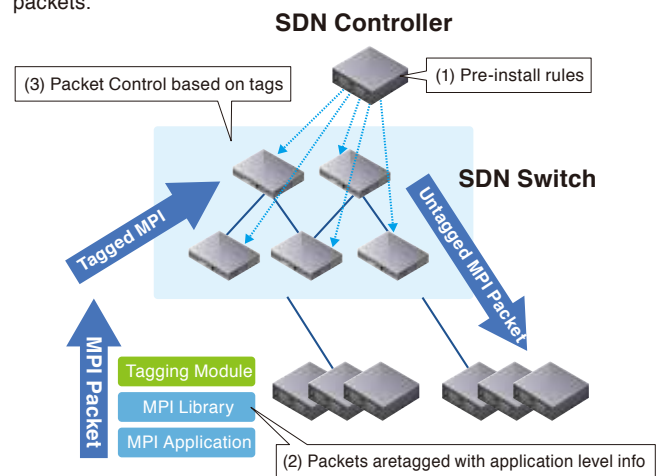 packets.
SDN Controller
(3) Packet Control based on tags
(1) Pre-install rules
SDN Switch
Tagged MPI
Untagged MPI Packet
MPI Packet
Tagging Module
MPI Library
MPI Application
(2) Packets aretagged with application level info